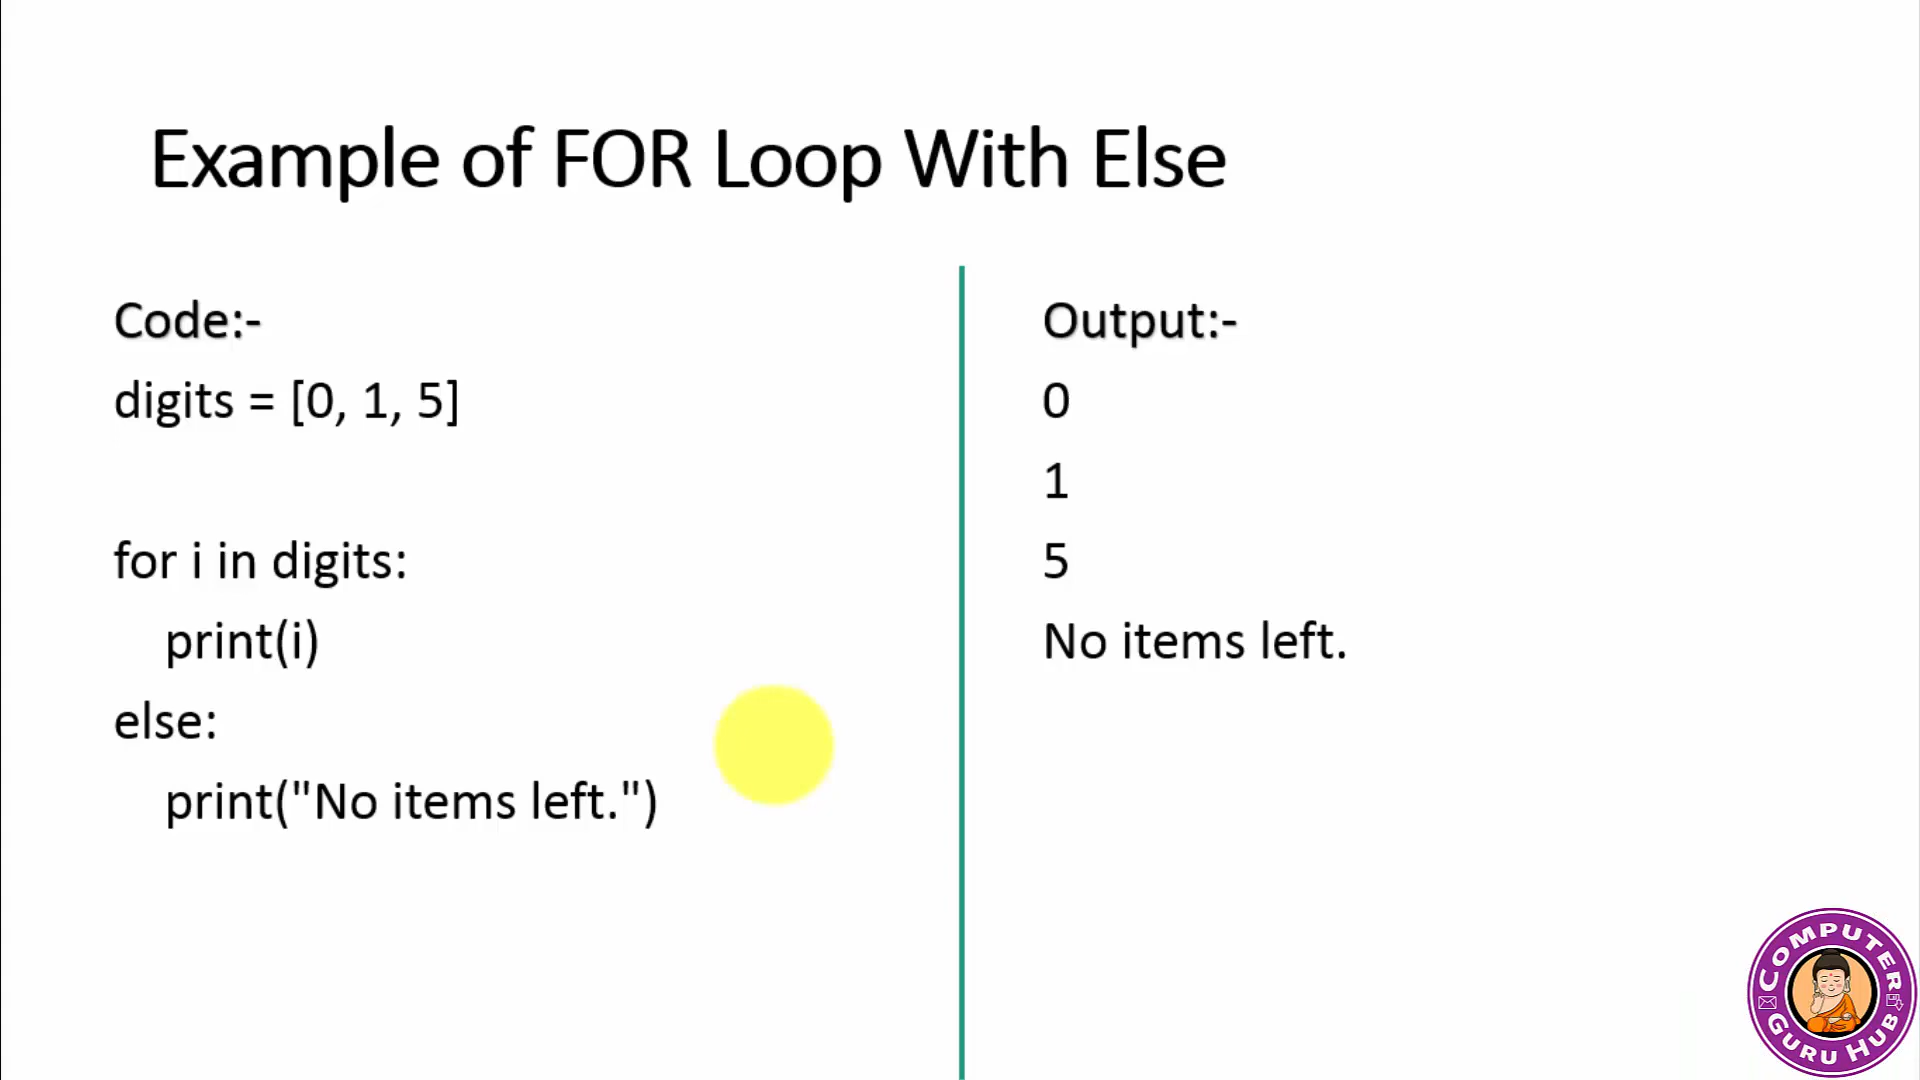 Example of FOR Loop With Else
Code:-
digits = [0, 1, 5]
for i in digits:
    print(i)
else:
    print("No items left.")
Output:-
0
1
5
No items left.
COMPUTER
GURU HUB